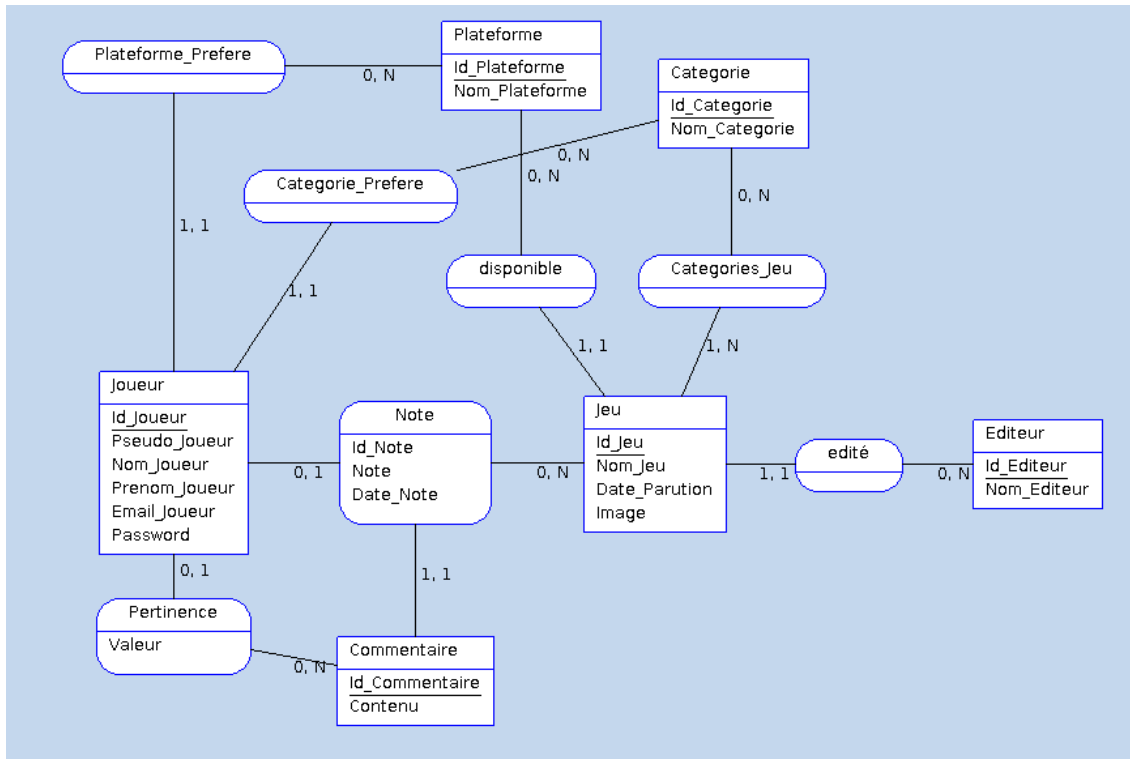 Plateforme_Prefere
0, N
Plateforme
Id_Plateforme
Nom_Plateforme
Categorie
Id_Categorie
Nom_Categorie
0, N
0, N
0, N
Categorie_Prefere
1, 1
1, 1
disponible
Categories_Jeu
1, 1
1, N
Joueur
Id_Joueur
Pseudo_Joueur
Nom_Joueur
Prenom_Joueur
Email_Joueur
Password
0, 1
Note
Id_Note
Note
Date_Note
0, N
Jeu
Id_Jeu
Nom_Jeu
Date_Parution
Image
1, 1
edité
0, N
Editeur
Id_Editeur
Nom_Editeur
0, 1
1, 1
Pertinence
Valeur
0, N
Commentaire
Id_Commentaire
Contenu